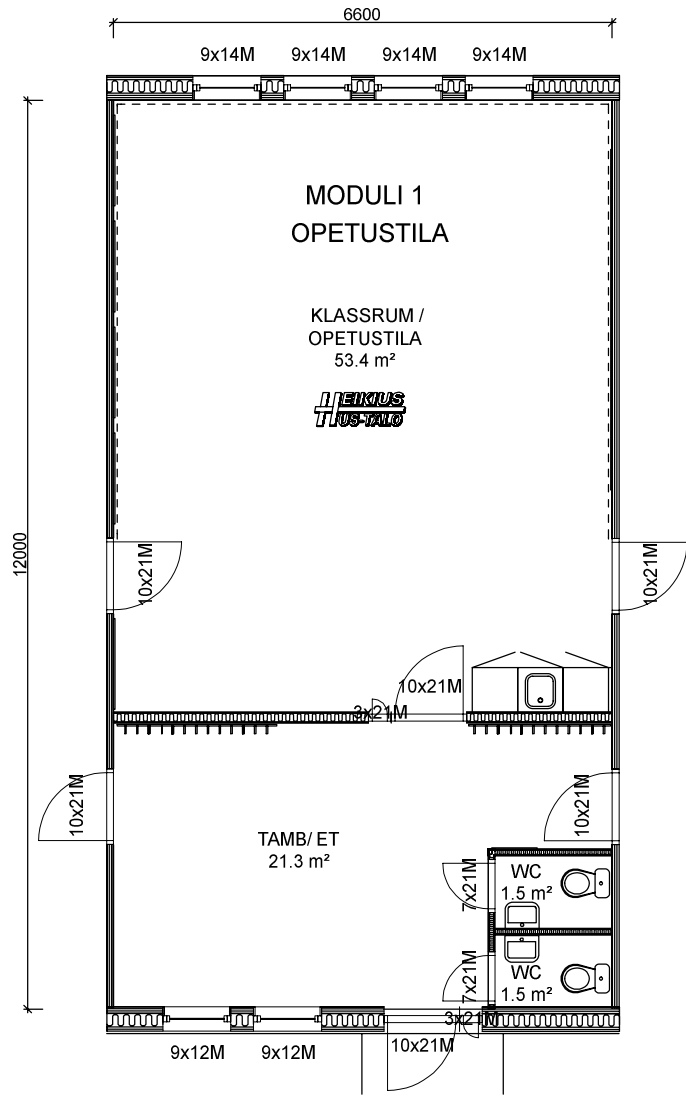 6600
9x14M 9x14M 9x14M 9x14M
MODULI 1
OPETUSTILA
KLASSRUM /
OPETUSTILA
53.4 m²
HEIKIUS
HUS-TALO
12000
10x21M
10x21M
10x21M
3x21M
10x21M
10x21M
TAMB/ ET
21.3 m²
7x21M
WC
1.5 m²
7x21M
WC
1.5 m²
3x21M
9x12M 9x12M
10x21M